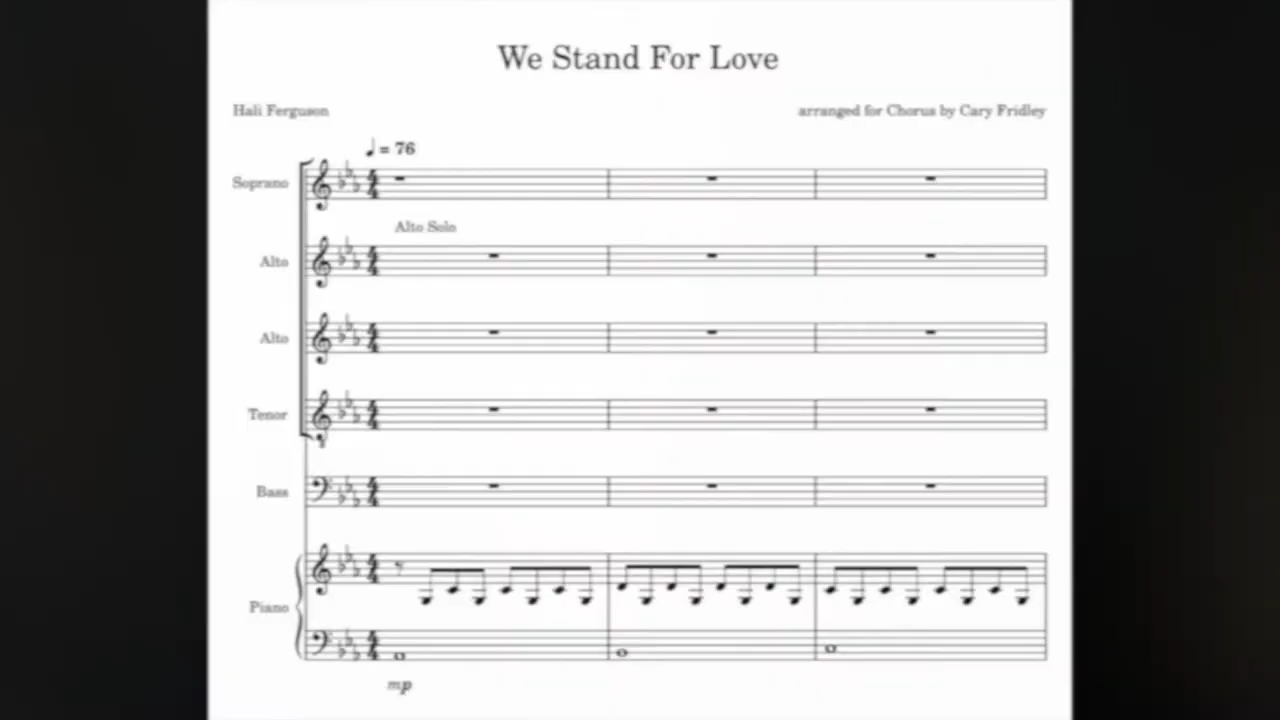 We Stand For Love
Hali Ferguson
arranged for Chorus by Cary Fridley
♩ = 76
Soprano
Alto Solo
Alto
Alto
Tenor
Bass
Piano
mp